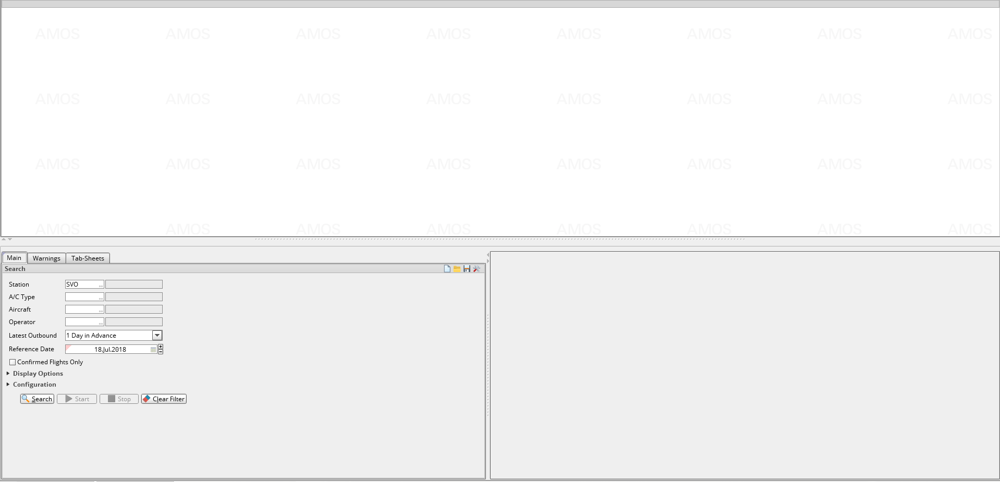 AMOS AMOS AMOS AMOS AMOS AMOS AMOS AMOS
AMOS AMOS AMOS AMOS AMOS AMOS AMOS AMOS
AMOS AMOS AMOS AMOS AMOS AMOS AMOS AMOS
AMOS AMOS AMOS AMOS AMOS AMOS AMOS AMOS
Main Warnings Tab-Sheets
Search
Station SVO
A/C Type
Aircraft
Operator
Latest Outbound 1 Day in Advance
Reference Date 18.Jul.2018
Confirmed Flights Only
Display Options
Configuration
Search Start Stop Clear Filter